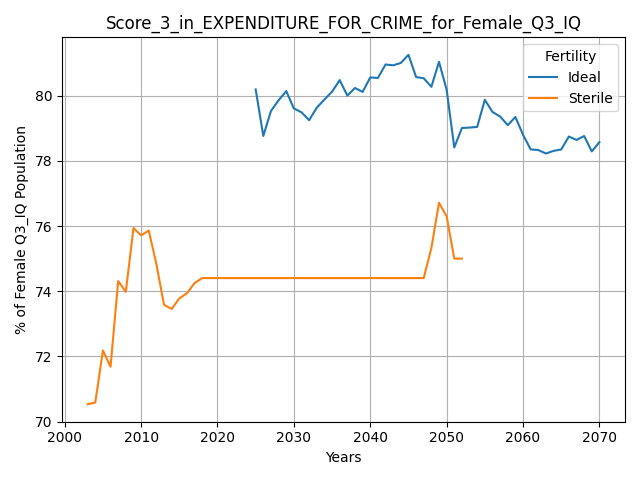 Score_3_in_EXPENDITURE_FOR_CRIME_for_Female_Q3_IQ
Fertility
Ideal
Sterile
% of Female Q3_IQ Population
80
78
76
74
72
70
2000 2010 2020 2030 2040 2050 2060 2070
Years